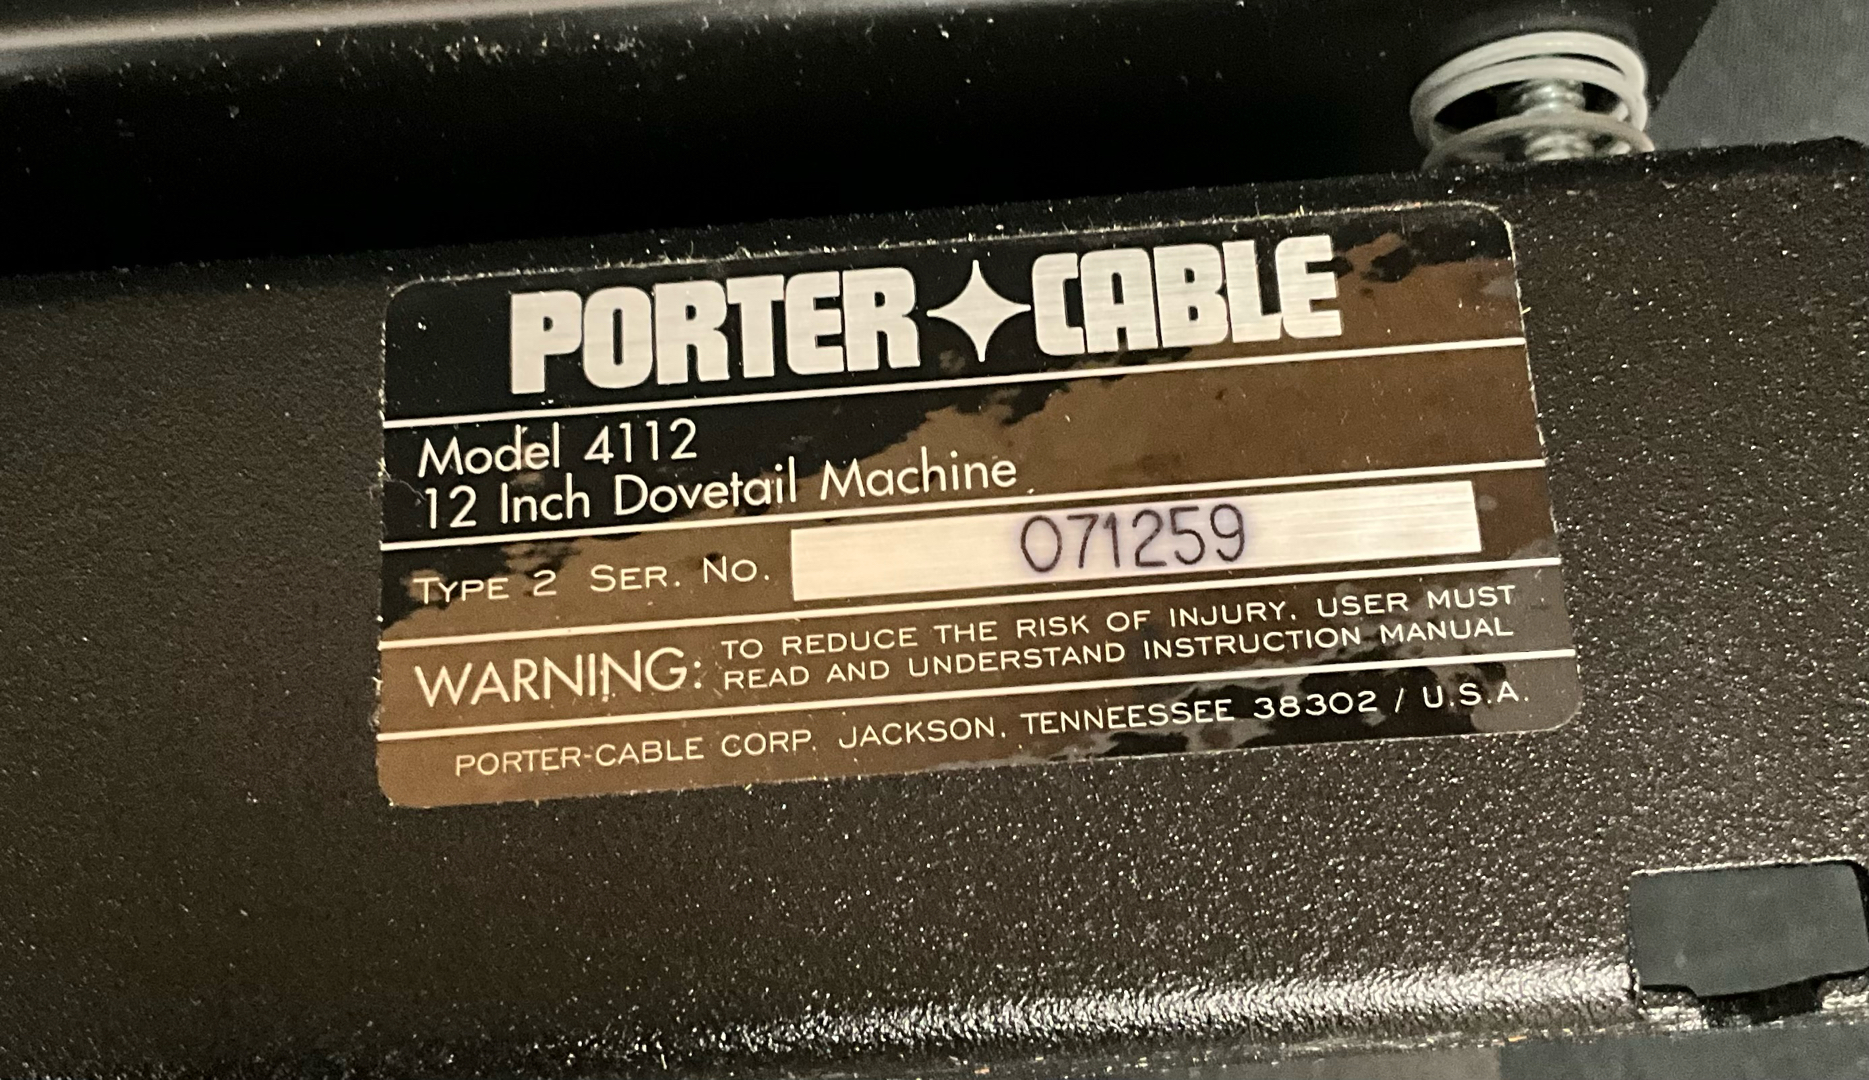 PORTER CABLE
Model 4112
12 Inch Dovetail Machine
TYPE 2 SER. NO. 071259
WARNING: TO REDUCE THE RISK OF INJURY, USER MUST
READ AND UNDERSTAND INSTRUCTION MANUAL
PORTER-CABLE CORP. JACKSON, TENNEESSEE 38302 / U.S.A.